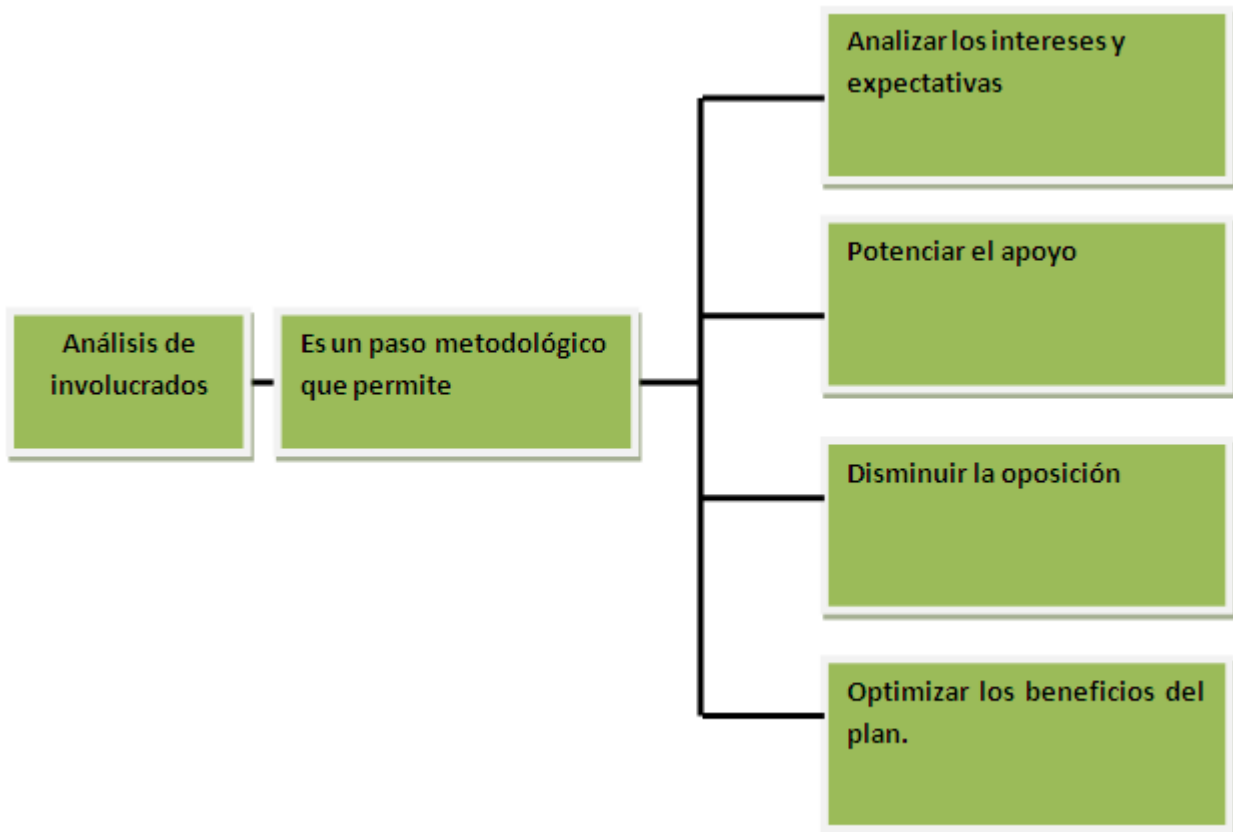 Análisis de
involucrados
Es un paso metodológico
que permite
Analizar los intereses y
expectativas
Potenciar el apoyo
Disminuir la oposición
Optimizar los beneficios del
plan.